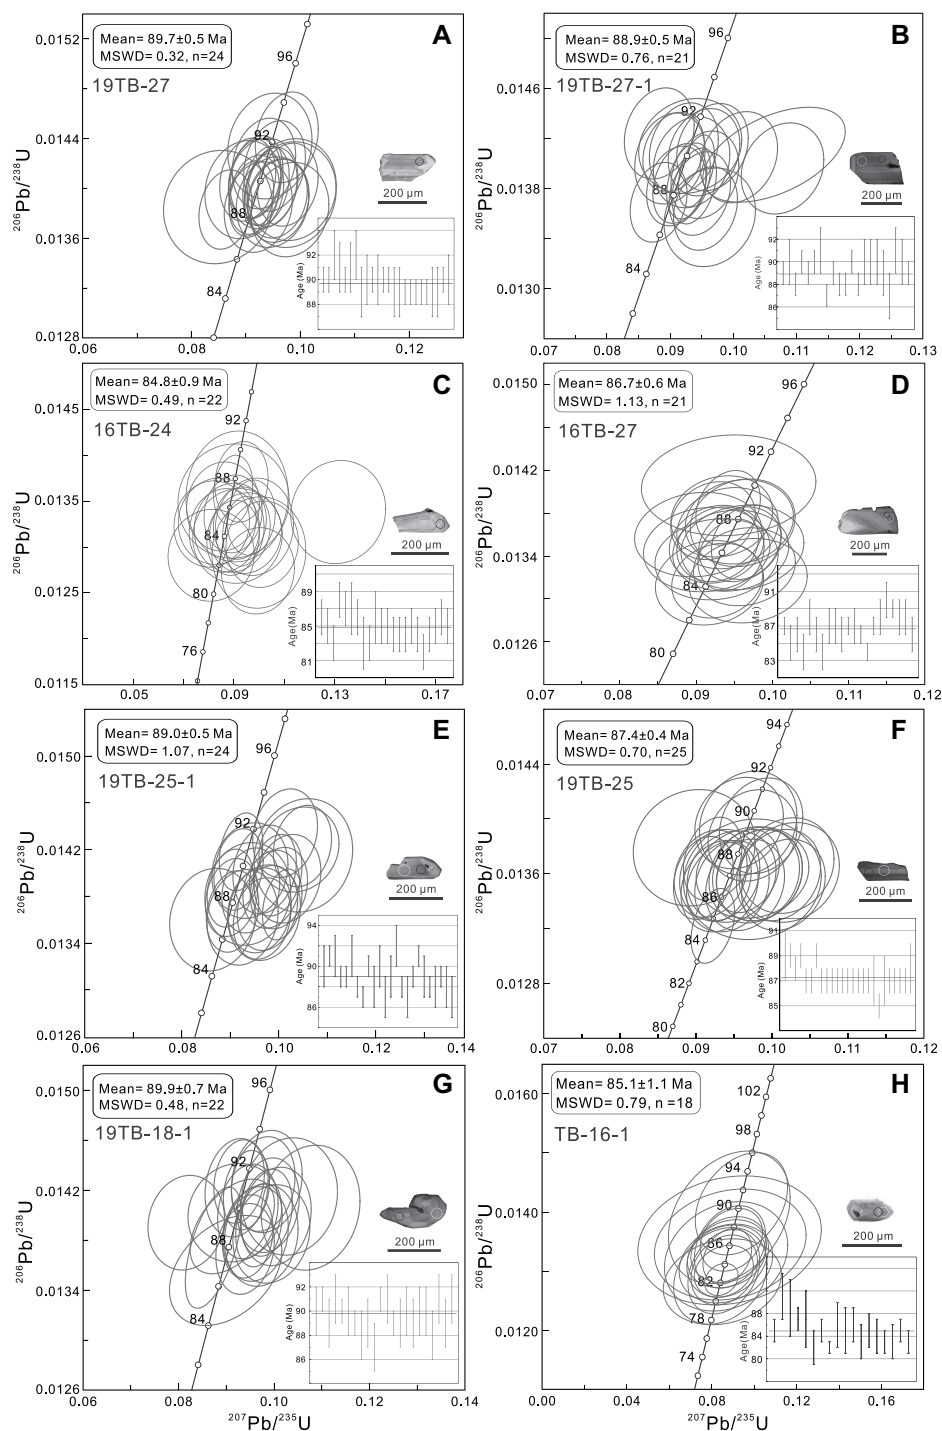 A
Mean= 89.7±0.5 Ma
MSWD= 0.32, n=24
19TB-27
0.0152
0.0144
0.0136
0.0128
²⁰⁶Pb/²³⁸U
96
92
88
84
200 µm
Age (Ma)
92
90
88
0.06
0.08
0.10
0.12
B
Mean= 88.9±0.5 Ma
MSWD= 0.76, n=21
19TB-27-1
0.0146
0.0138
0.0130
²⁰⁶Pb/²³⁸U
96
92
88
84
200 µm
Age (Ma)
92
90
88
86
0.07
0.08
0.09
0.10
0.11
0.12
0.13
C
Mean= 84.8±0.9 Ma
MSWD= 0.49, n=22
16TB-24
0.0145
0.0135
0.0125
0.0115
²⁰⁶Pb/²³⁸U
92
88
84
80
76
200 µm
Age(Ma)
89
85
81
0.05
0.09
0.13
0.17
D
Mean= 86.7±0.6 Ma
MSWD= 1.13, n=21
16TB-27
0.0150
0.0142
0.0134
0.0126
²⁰⁶Pb/²³⁸U
96
92
88
84
80
200 µm
Age(Ma)
91
87
83
0.07
0.08
0.09
0.10
0.11
0.12
E
Mean= 89.0±0.5 Ma
MSWD= 1.07, n=24
19TB-25-1
0.0150
0.0142
0.0134
0.0126
²⁰⁶Pb/²³⁸U
96
92
88
84
200 µm
Age (Ma)
94
92
90
88
86
0.06
0.08
0.10
0.12
0.14
F
Mean= 87.4±0.4 Ma
MSWD= 0.70, n=25
19TB-25
0.0144
0.0136
0.0128
²⁰⁶Pb/²³⁸U
94
92
90
88
86
84
82
80
200 µm
Age (Ma)
91
89
87
85
0.07
0.08
0.09
0.10
0.11
0.12
G
Mean= 89.9±0.7 Ma
MSWD= 0.48, n=22
19TB-18-1
0.0150
0.0142
0.0134
0.0126
²⁰⁶Pb/²³⁸U
96
92
88
84
200 µm
Age (Ma)
92
90
88
86
0.06
0.08
0.10
0.12
0.14
²⁰⁷Pb/²³⁵U
H
Mean= 85.1±1.1 Ma
MSWD= 0.79, n =18
TB-16-1
0.0160
0.0140
0.0120
²⁰⁶Pb/²³⁸U
102
98
94
90
86
82
78
74
200 µm
Age(Ma)
88
84
80
0.00
0.04
0.08
0.12
0.16
²⁰⁷Pb/²³⁵U